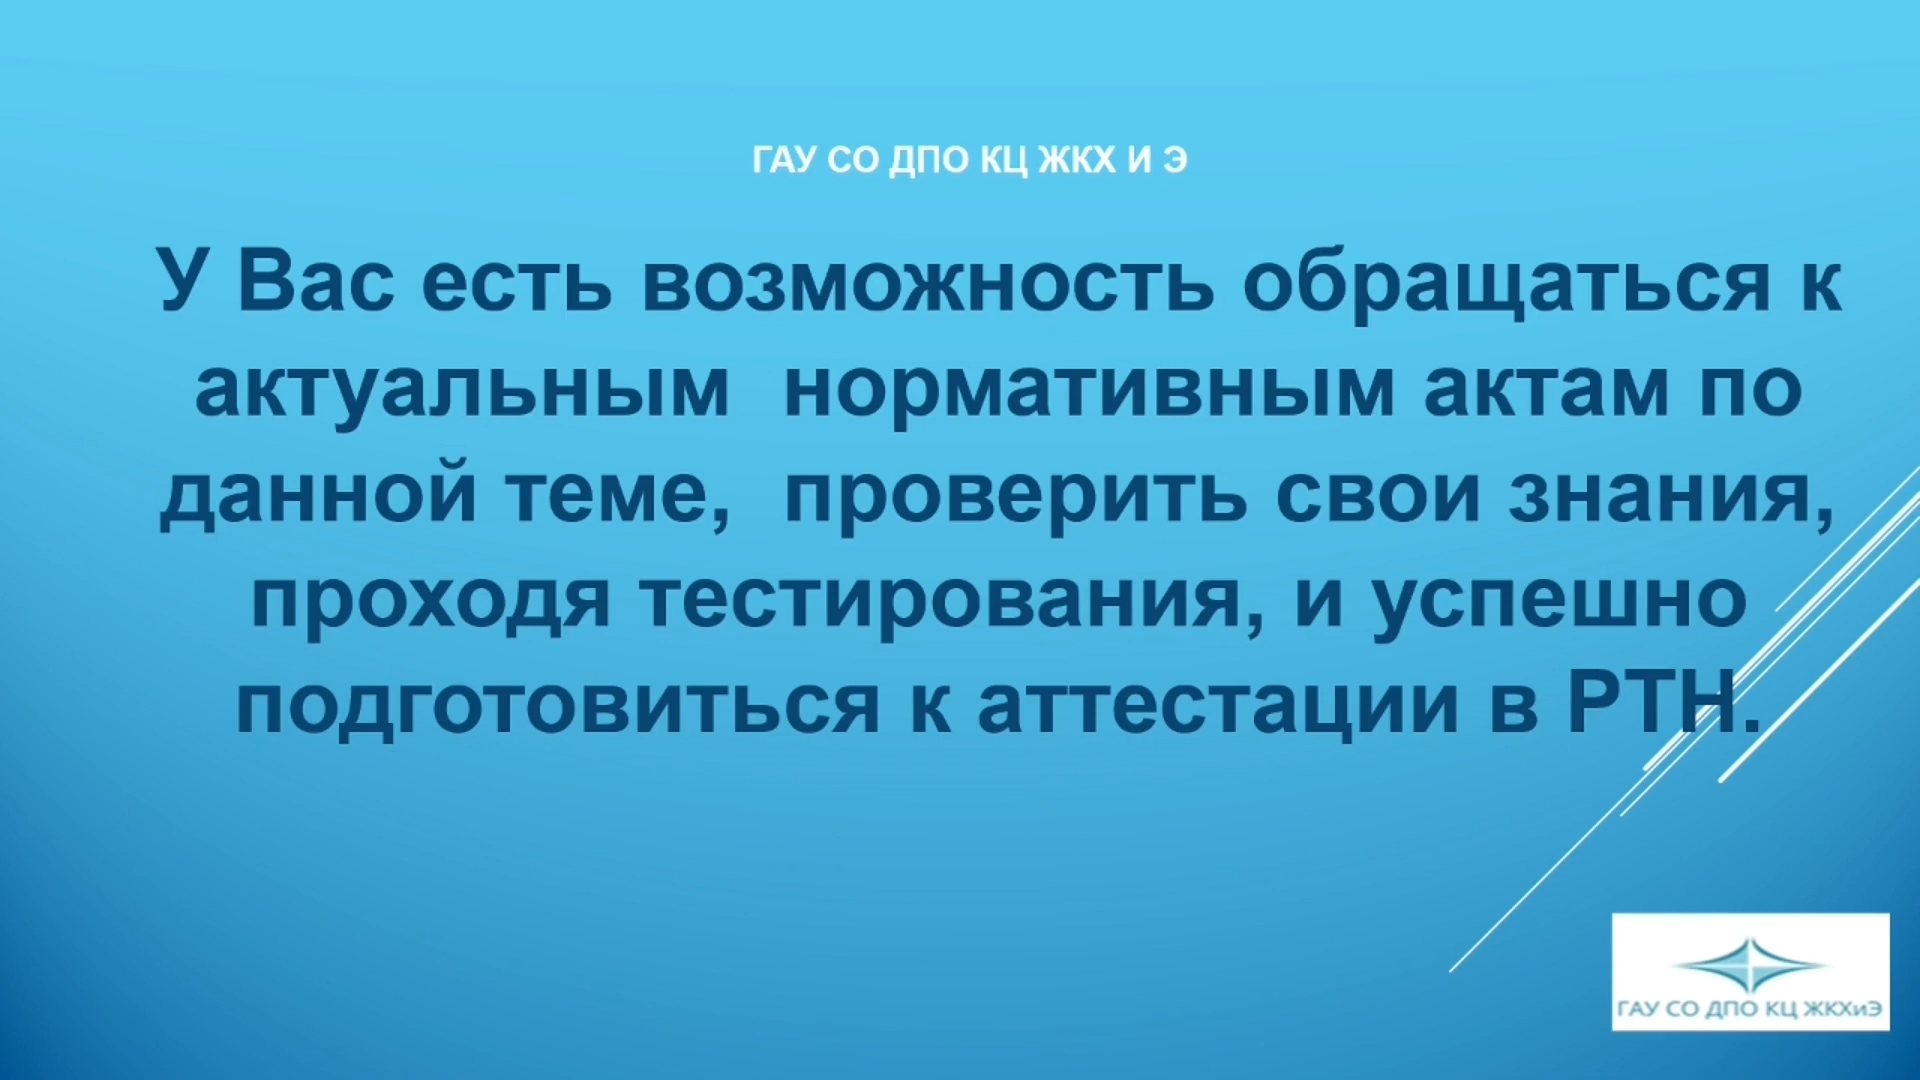 ГАУ СО ДПО КЦ ЖКХ И Э
У Вас есть возможность обращаться к
актуальным  нормативным актам по
данной теме,  проверить свои знания,
проходя тестирования, и успешно
подготовиться к аттестации в РТН.
ГАУ СО ДПО КЦ ЖКХиЭ